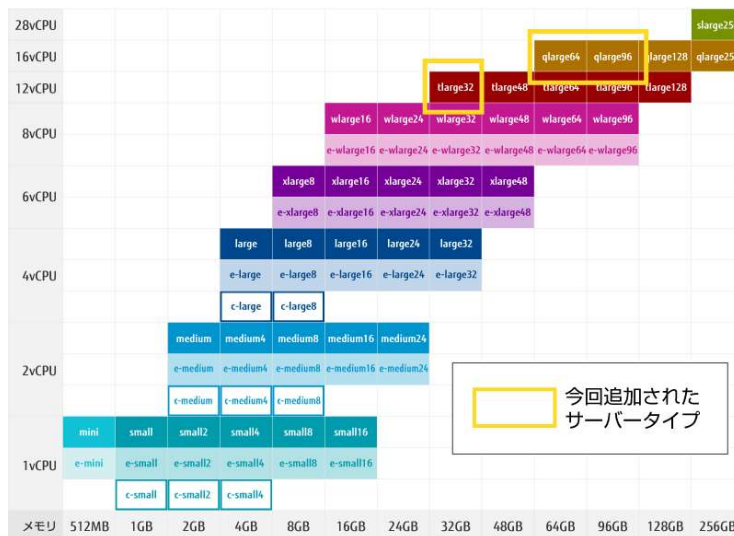 28vCPU slarge25
16vCPU qlarge64 qlarge96 qlarge128 qlarge25
12vCPU tlarge32 tlarge48 tlarge64 tlarge96 tlarge128
8vCPU
wlarge16 wlarge24 wlarge32 wlarge48 wlarge64 wlarge96
e-wlarge16 e-wlarge24 e-wlarge32 e-wlarge48 e-wlarge64 e-wlarge96
6vCPU
xlarge8 xlarge16 xlarge24 xlarge32 xlarge48
e-xlarge8 e-xlarge16 e-xlarge24 e-xlarge32 e-xlarge48
4vCPU
large large8 large16 large24 large32
e-large e-large8 e-large16 e-large24 e-large32
c-large c-large8
2vCPU
medium medium4 medium8 medium16 medium24
e-medium e-medium4 e-medium8 e-medium16 e-medium24
c-medium c-medium4 c-medium8
今回追加された
サーバータイプ
1vCPU
mini small small2 small4 small8 small16
e-mini e-small e-small2 e-small4 e-small8 e-small16
c-small c-small2 c-small4
メモリ 512MB 1GB 2GB 4GB 8GB 16GB 24GB 32GB 48GB 64GB 96GB 128GB 256GB